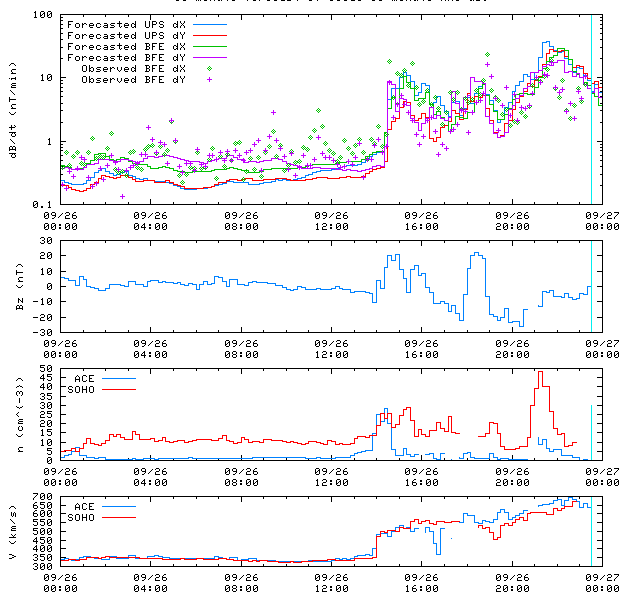 100
Forecasted UPS dX
Forecasted UPS dY
Forecasted BFE dX
Forecasted BFE dY
Observed BFE dX
Observed BFE dY
10
1
0.1
dB/dt (nT/min)
09/26 09/26 09/26 09/26 09/26 09/26 09/27
00:00 04:00 08:00 12:00 16:00 20:00 00:00
30
20
10
0
-10
-20
-30
Bz (nT)
09/26 09/26 09/26 09/26 09/26 09/26 09/27
00:00 04:00 08:00 12:00 16:00 20:00 00:00
50
45
40
35
30
25
20
15
10
5
0
ACE
SOHO
n (cm^(-3))
09/26 09/26 09/26 09/26 09/26 09/26 09/27
00:00 04:00 08:00 12:00 16:00 20:00 00:00
700
650
600
550
500
450
400
350
300
ACE
SOHO
V (km/s)
09/26 09/26 09/26 09/26 09/26 09/26 09/27
00:00 04:00 08:00 12:00 16:00 20:00 00:00